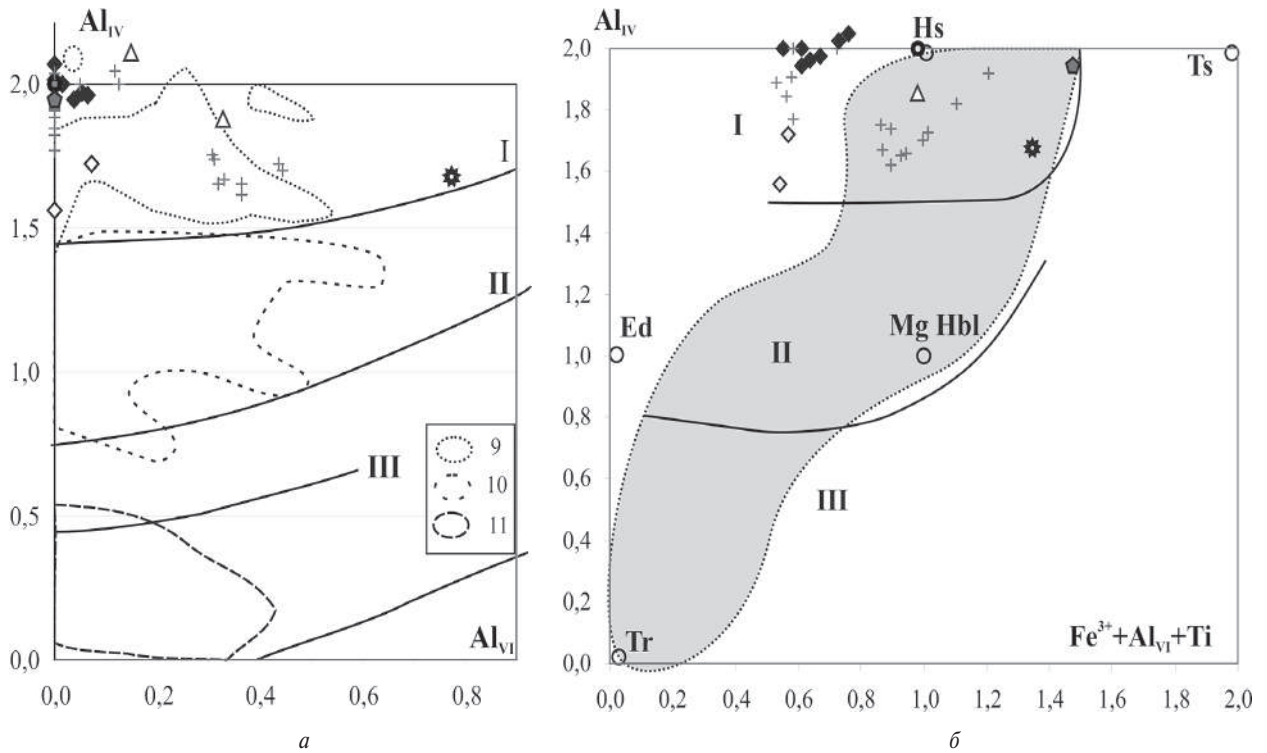 Al_IV
2,0
1,5
1,0
0,5
0,0
I
II
III
9
10
11
Al_VI
0,0 0,2 0,4 0,6 0,8
а
Al_IV
2,0
1,8
1,6
1,4
1,2
1,0
0,8
0,6
0,4
0,2
0,0
Hs
Ts
I
Ed
Mg Hbl
II
III
Tr
Fe³⁺+Al_VI+Ti
0,0 0,2 0,4 0,6 0,8 1,0 1,2 1,4 1,6 1,8 2,0
б